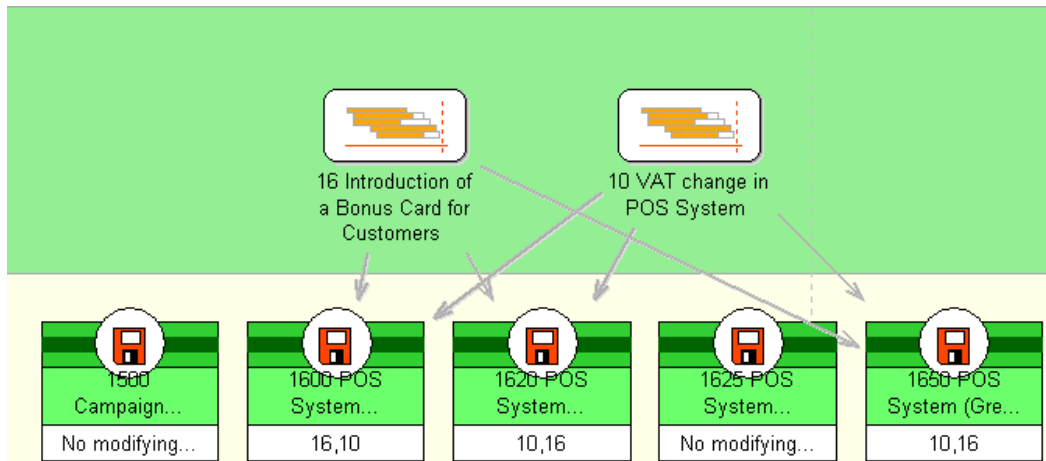 16 Introduction of
a Bonus Card for
Customers
10 VAT change in
POS System
1500
Campaign...
No modifying...
1600 POS
System...
16,10
1620 POS
System...
10,16
1625 POS
System...
No modifying...
1650 POS
System (Gre...
10,16